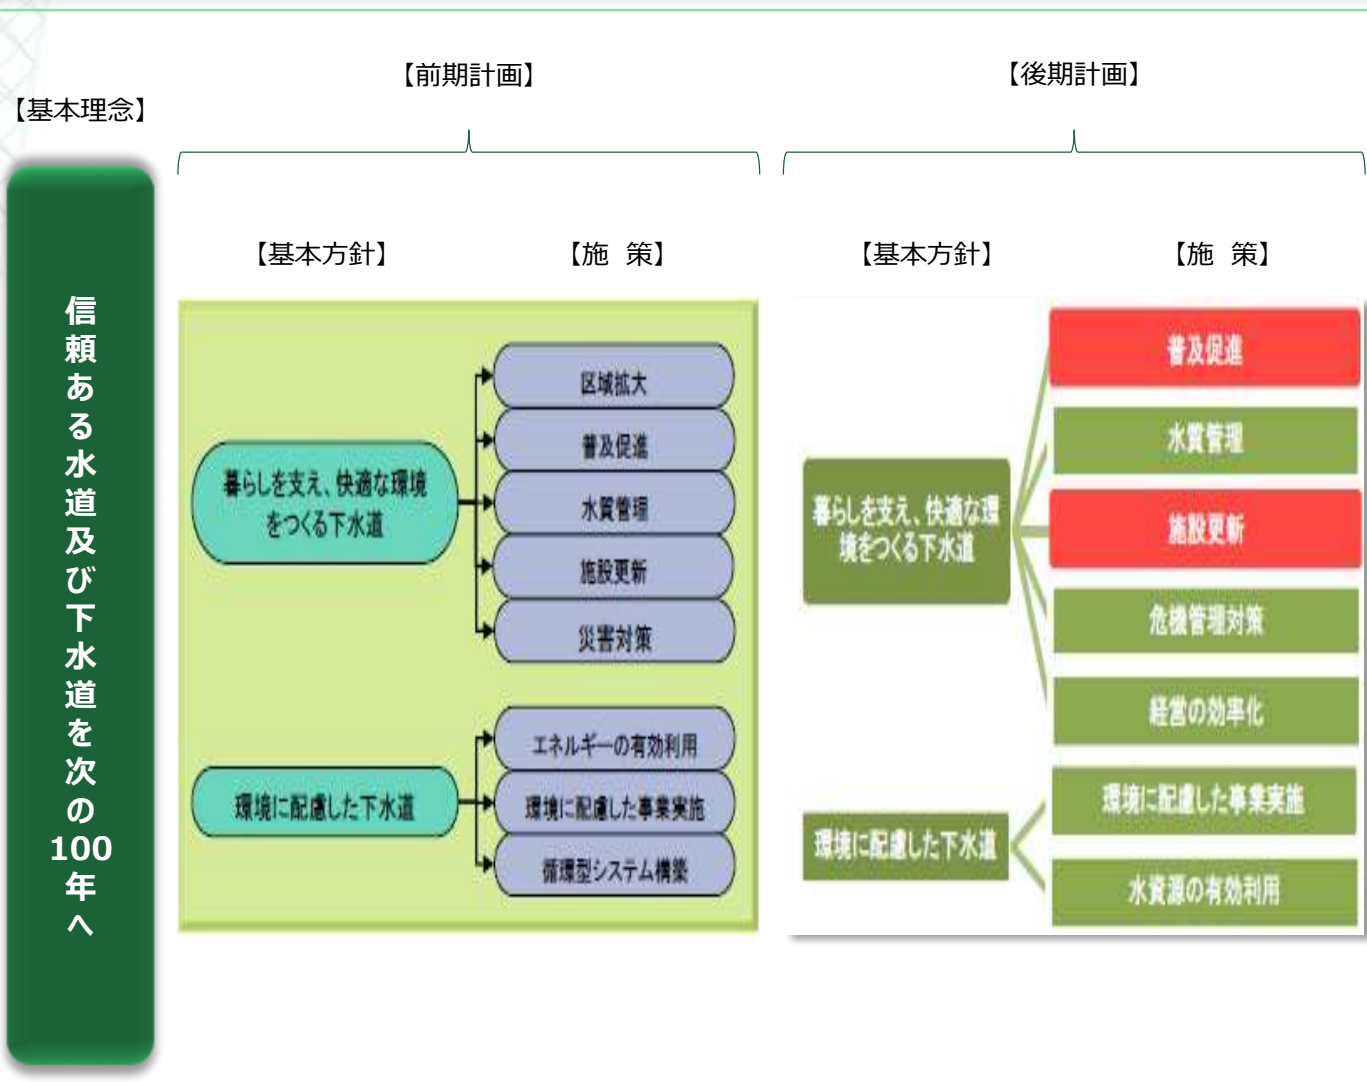 【基本理念】
【前期計画】
【後期計画】
信頼ある水道及び下水道を次の100年へ
【基本方針】
【施 策】
暮らしを支え、快適な環境
をつくる下水道
区域拡大
普及促進
水質管理
施設更新
災害対策
環境に配慮した下水道
エネルギーの有効利用
環境に配慮した事業実施
循環型システム構築
【基本方針】
【施 策】
暮らしを支え、快適な環
境をつくる下水道
普及促進
水質管理
施設更新
危機管理対策
経営の効率化
環境に配慮した下水道
環境に配慮した事業実施
水資源の有効利用